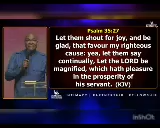 Psalm 35:27
Let them shout for joy, and be
glad, that favour my righteous
cause: yea, let them say
continually, Let the LORD be
magnified, which hath pleasure
in the prosperity of
his servant. (KJV)